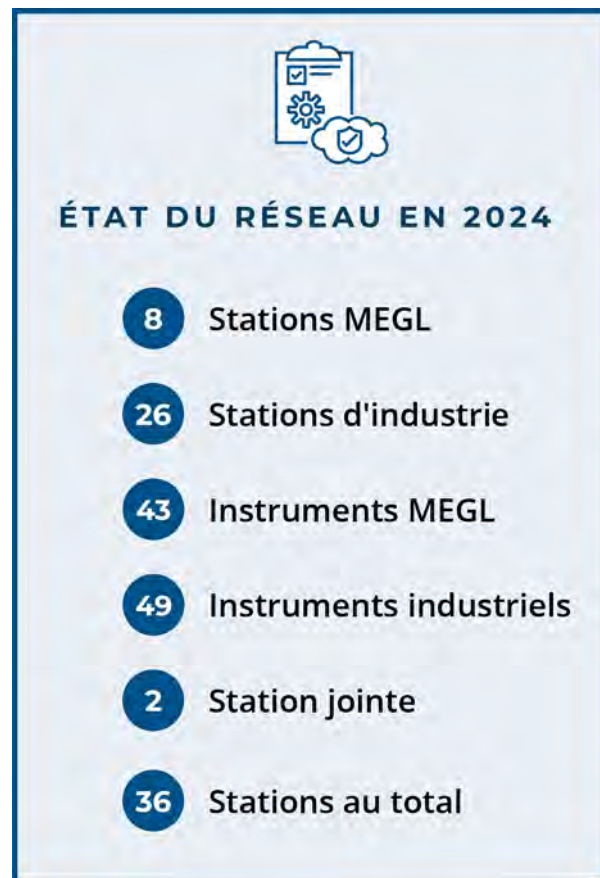 ÉTAT DU RÉSEAU EN 2024
8 Stations MEGL
26 Stations d'industrie
43 Instruments MEGL
49 Instruments industriels
2 Station jointe
36 Stations au total